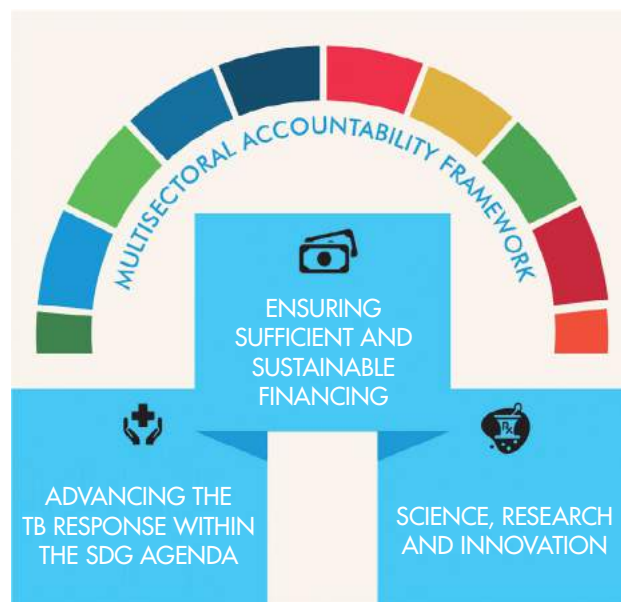 MULTISECTORAL ACCOUNTABILITY FRAMEWORK
ENSURING
SUFFICIENT AND
SUSTAINABLE
FINANCING
ADVANCING THE
TB RESPONSE WITHIN
THE SDG AGENDA
Rx
SCIENCE, RESEARCH
AND INNOVATION